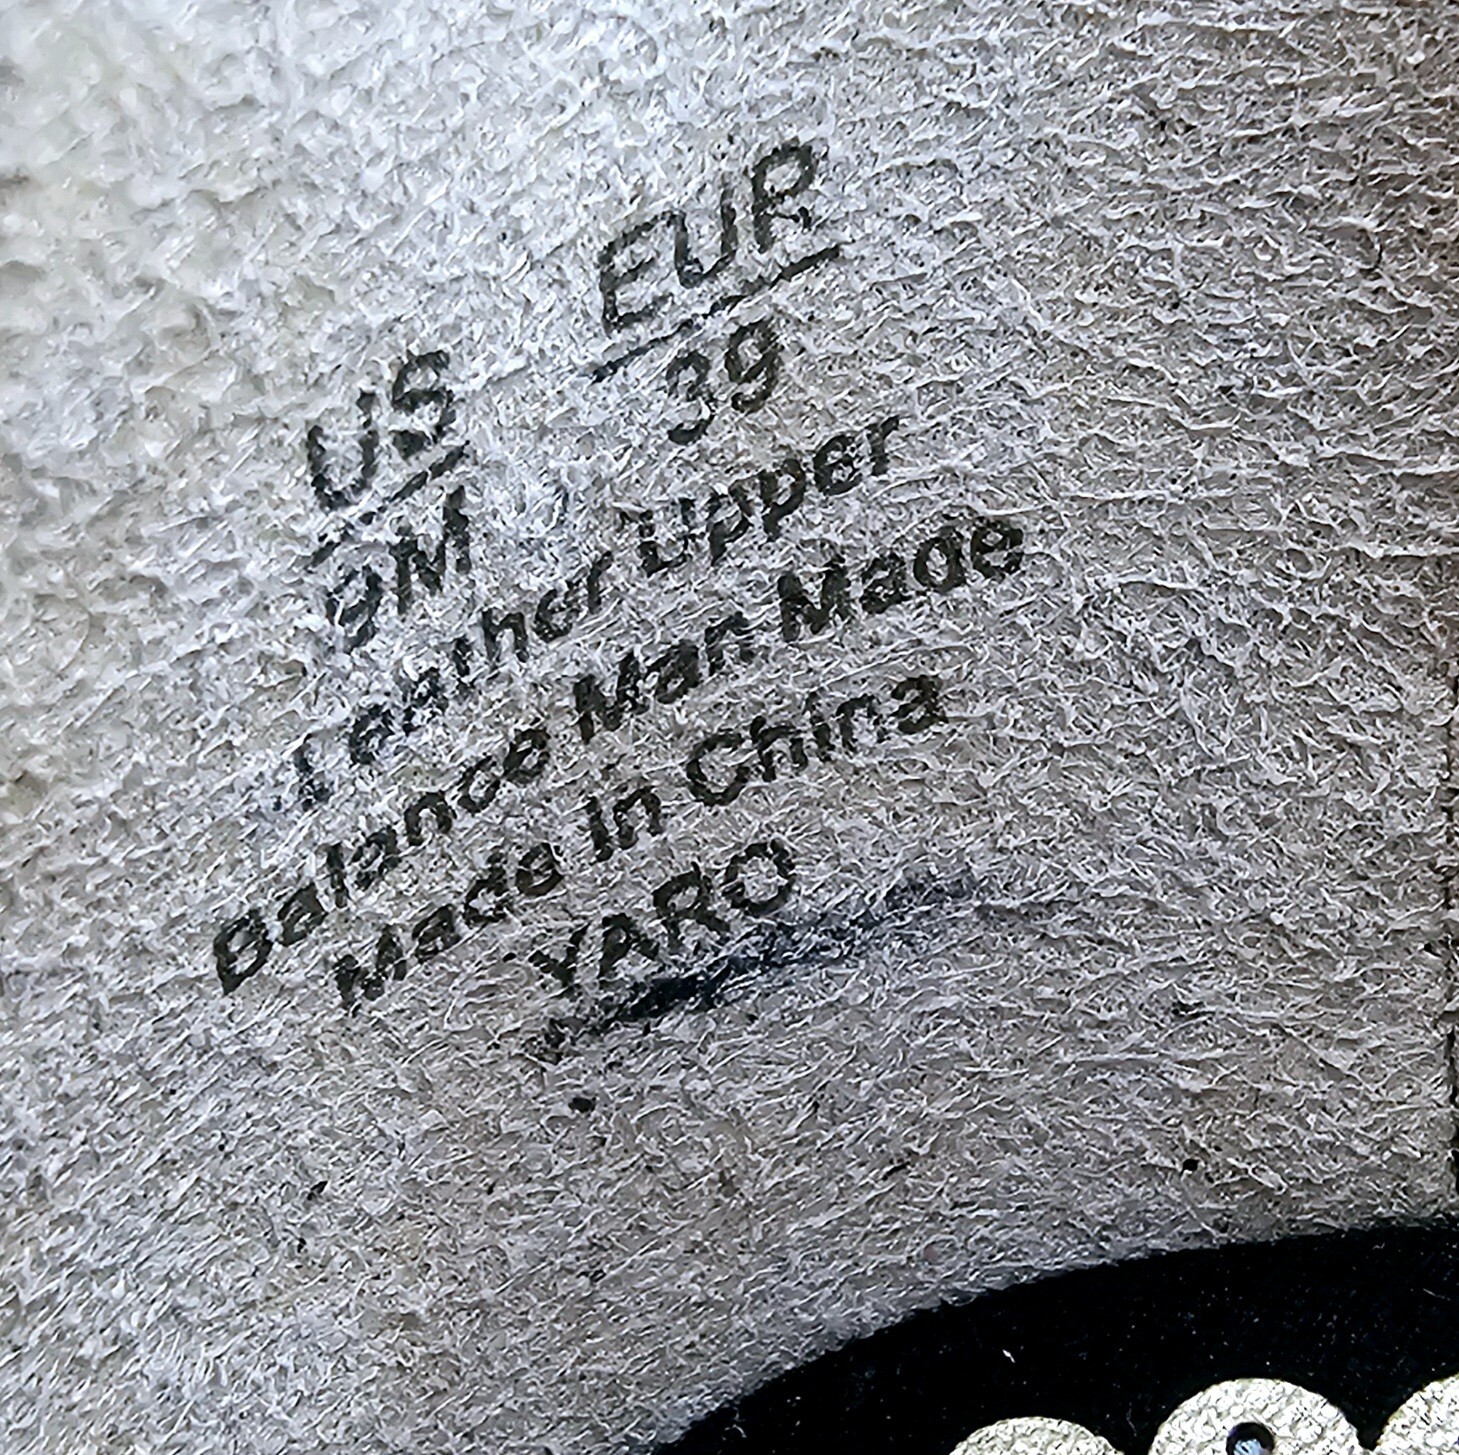 US EUR
9M 39
Leather Upper
Balance Man Made
Made In China
YARO